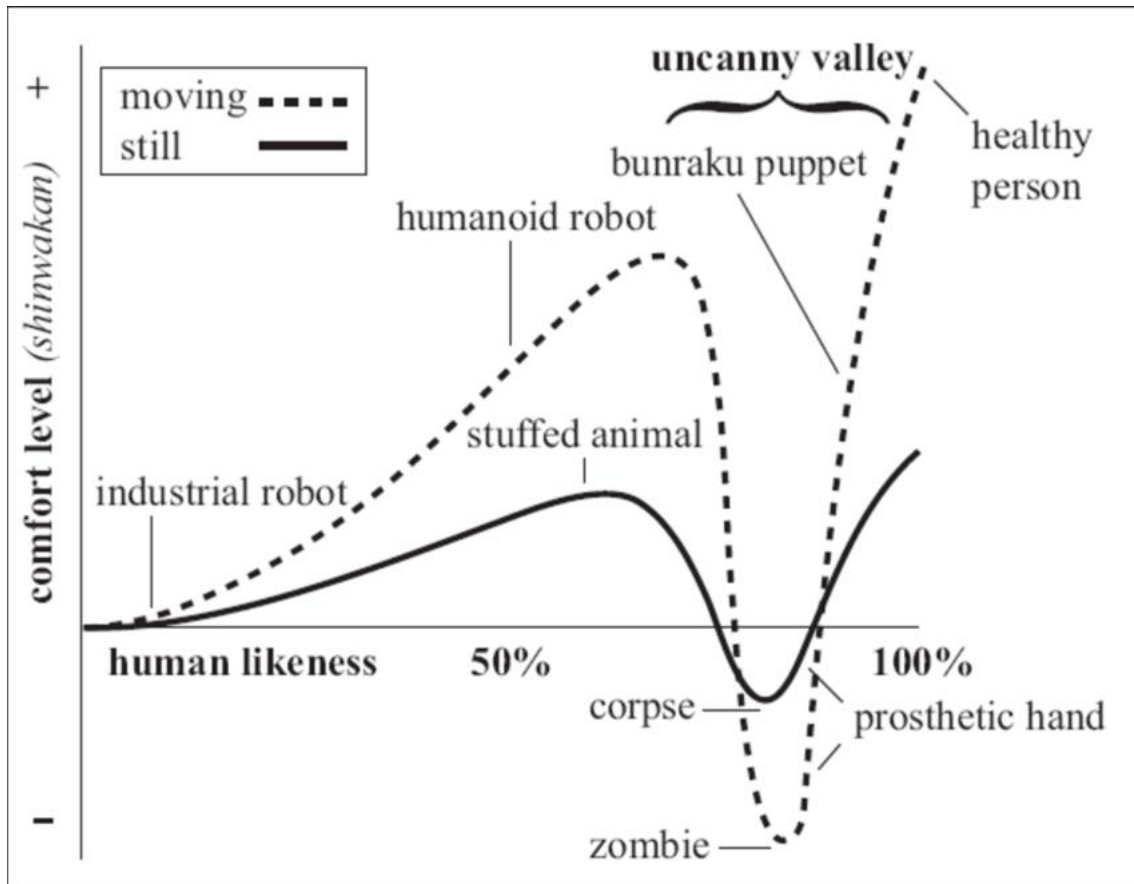 uncanny valley
+
moving
still
healthy
person
bunraku puppet
humanoid robot
comfort level (shinwakan)
stuffed animal
industrial robot
human likeness
50%
100%
corpse
prosthetic hand
-
zombie